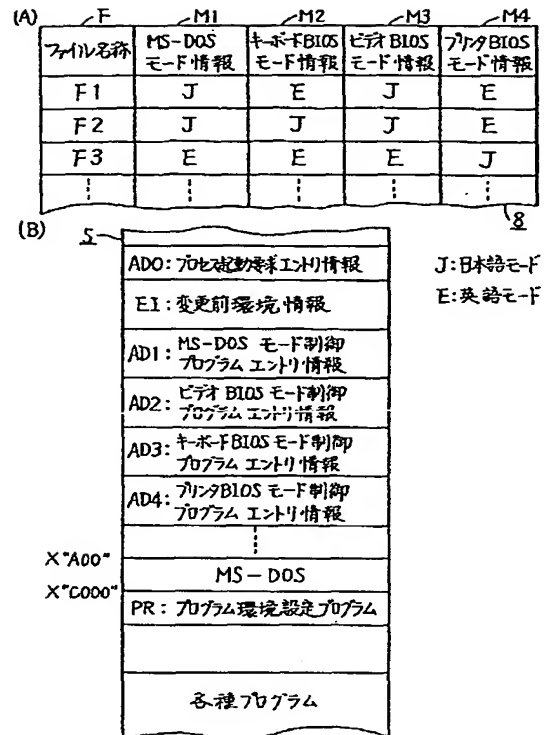 (A)
F M1 M2 M3 M4
ファイル名称 MS-DOS モード情報 キーボードBIOS モード情報 ビデオBIOS モード情報 プリンタBIOS モード情報
F1 J E J E
F2 J J J E
F3 E E E J
8
(B)
5
AD0: プロセス起動要求エントリ情報
J:日本語モード
EI: 変更前環境情報
E:英語モード
AD1: MS-DOS モード制御
プログラム エントリ情報
AD2: ビデオ BIOS モード制御
プログラム エントリ情報
AD3: キーボードBIOS モード制御
プログラム エントリ情報
AD4: プリンタBIOS モード制御
プログラム エントリ情報
X"A00"
MS-DOS
X"C000"
PR: プログラム環境設定プログラム
各種プログラム